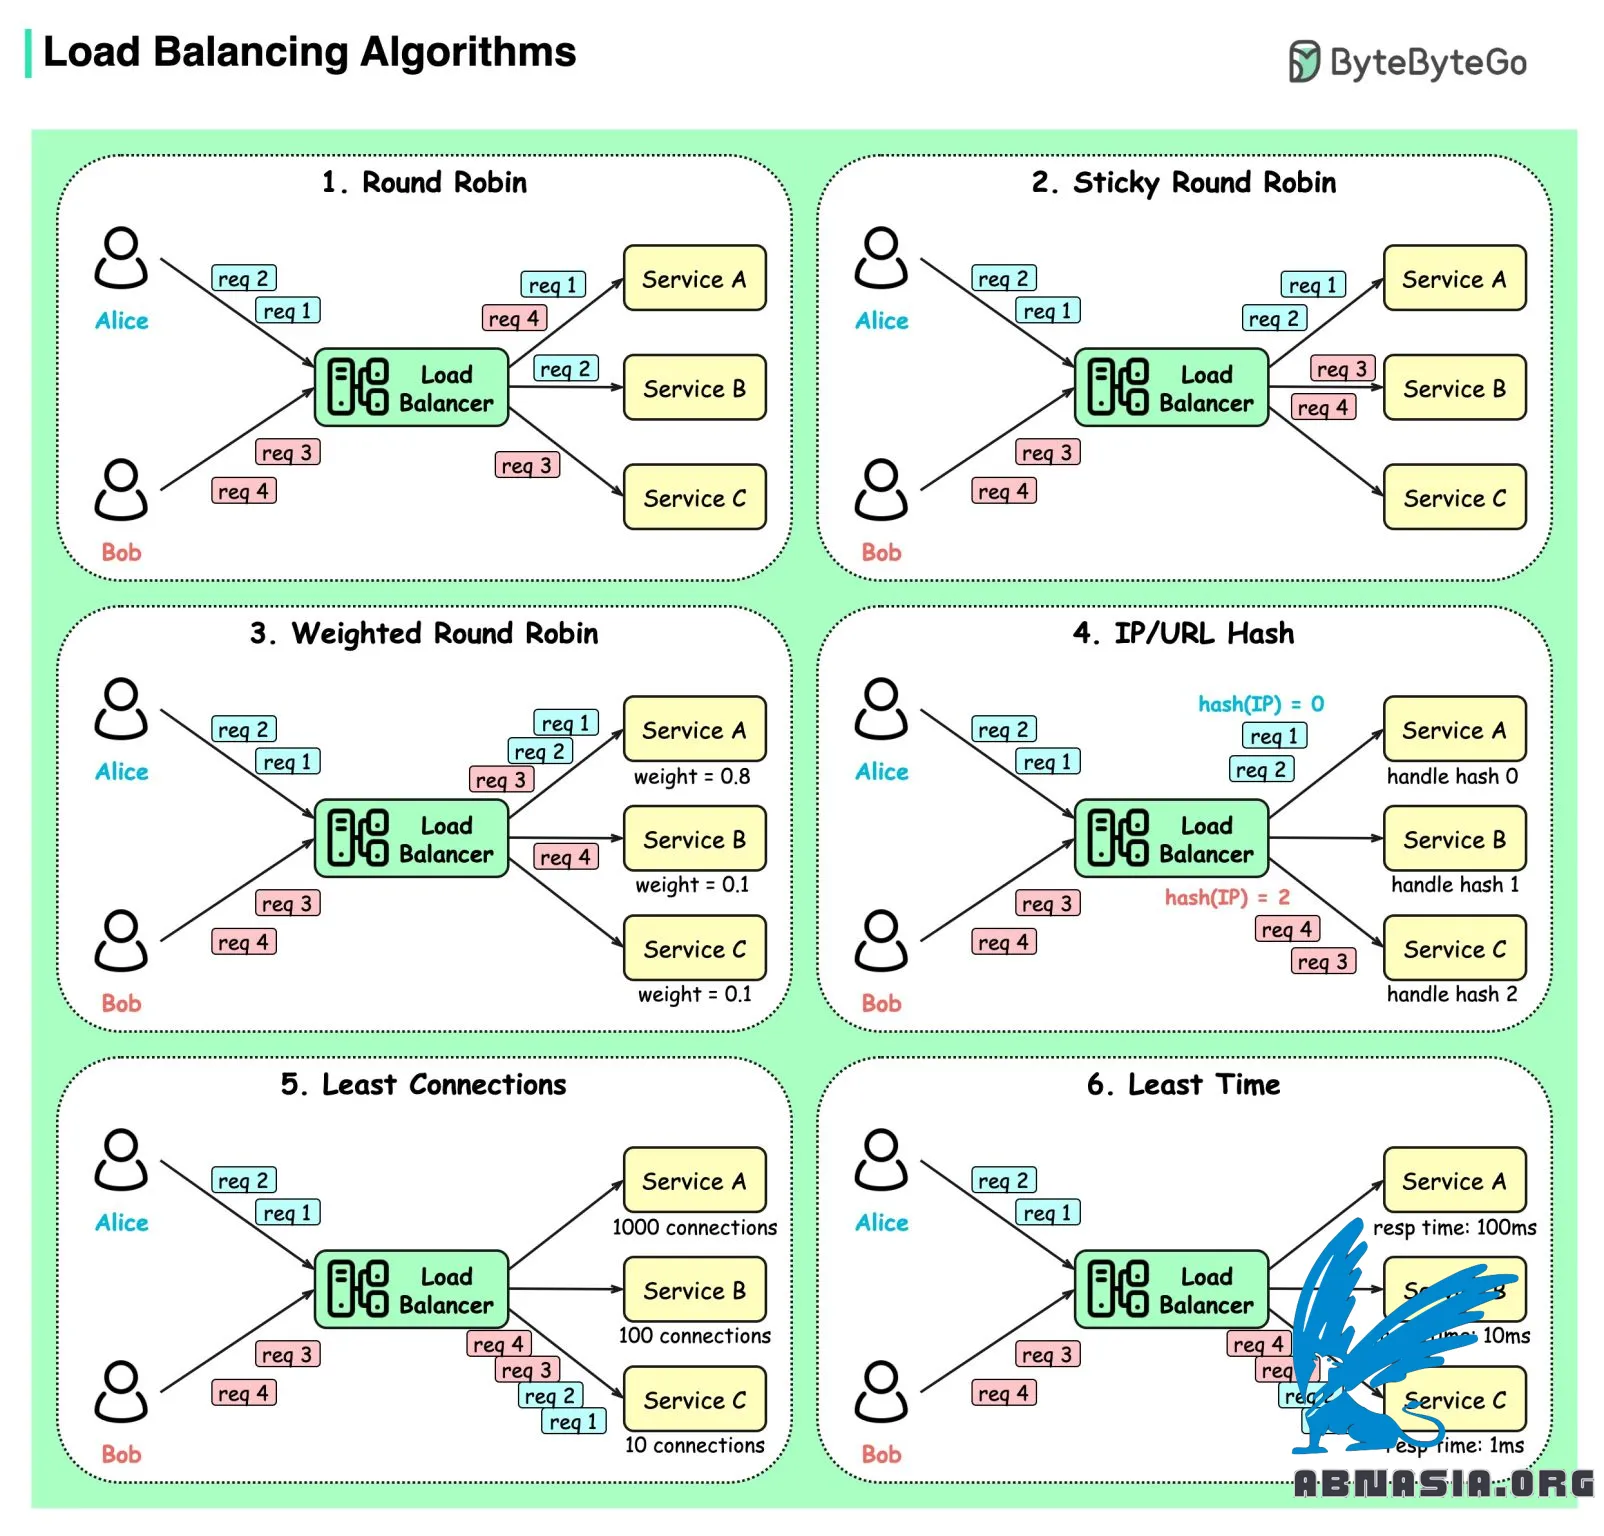 Load Balancing Algorithms
ByteByteGo
1. Round Robin
Alice
req 2
req 1
Bob
req 3
req 4
Load
Balancer
req 1
req 4
req 2
req 3
Service A
Service B
Service C
2. Sticky Round Robin
Alice
req 2
req 1
Bob
req 3
req 4
Load
Balancer
req 1
req 2
req 3
req 4
Service A
Service B
Service C
3. Weighted Round Robin
Alice
req 2
req 1
Bob
req 3
req 4
Load
Balancer
req 1
req 2
req 3
req 4
Service A
weight = 0.8
Service B
weight = 0.1
Service C
weight = 0.1
4. IP/URL Hash
Alice
req 2
req 1
Bob
req 3
req 4
Load
Balancer
hash(IP) = 0
req 1
req 2
hash(IP) = 2
req 4
req 3
Service A
handle hash 0
Service B
handle hash 1
Service C
handle hash 2
5. Least Connections
Alice
req 2
req 1
Bob
req 3
req 4
Load
Balancer
req 4
req 3
req 2
req 1
Service A
1000 connections
Service B
100 connections
Service C
10 connections
6. Least Time
Alice
req 2
req 1
Bob
req 3
req 4
Load
Balancer
req 4
Service A
resp time: 100ms
10ms
Service C
resp time: 1ms
ABNASIA.ORG